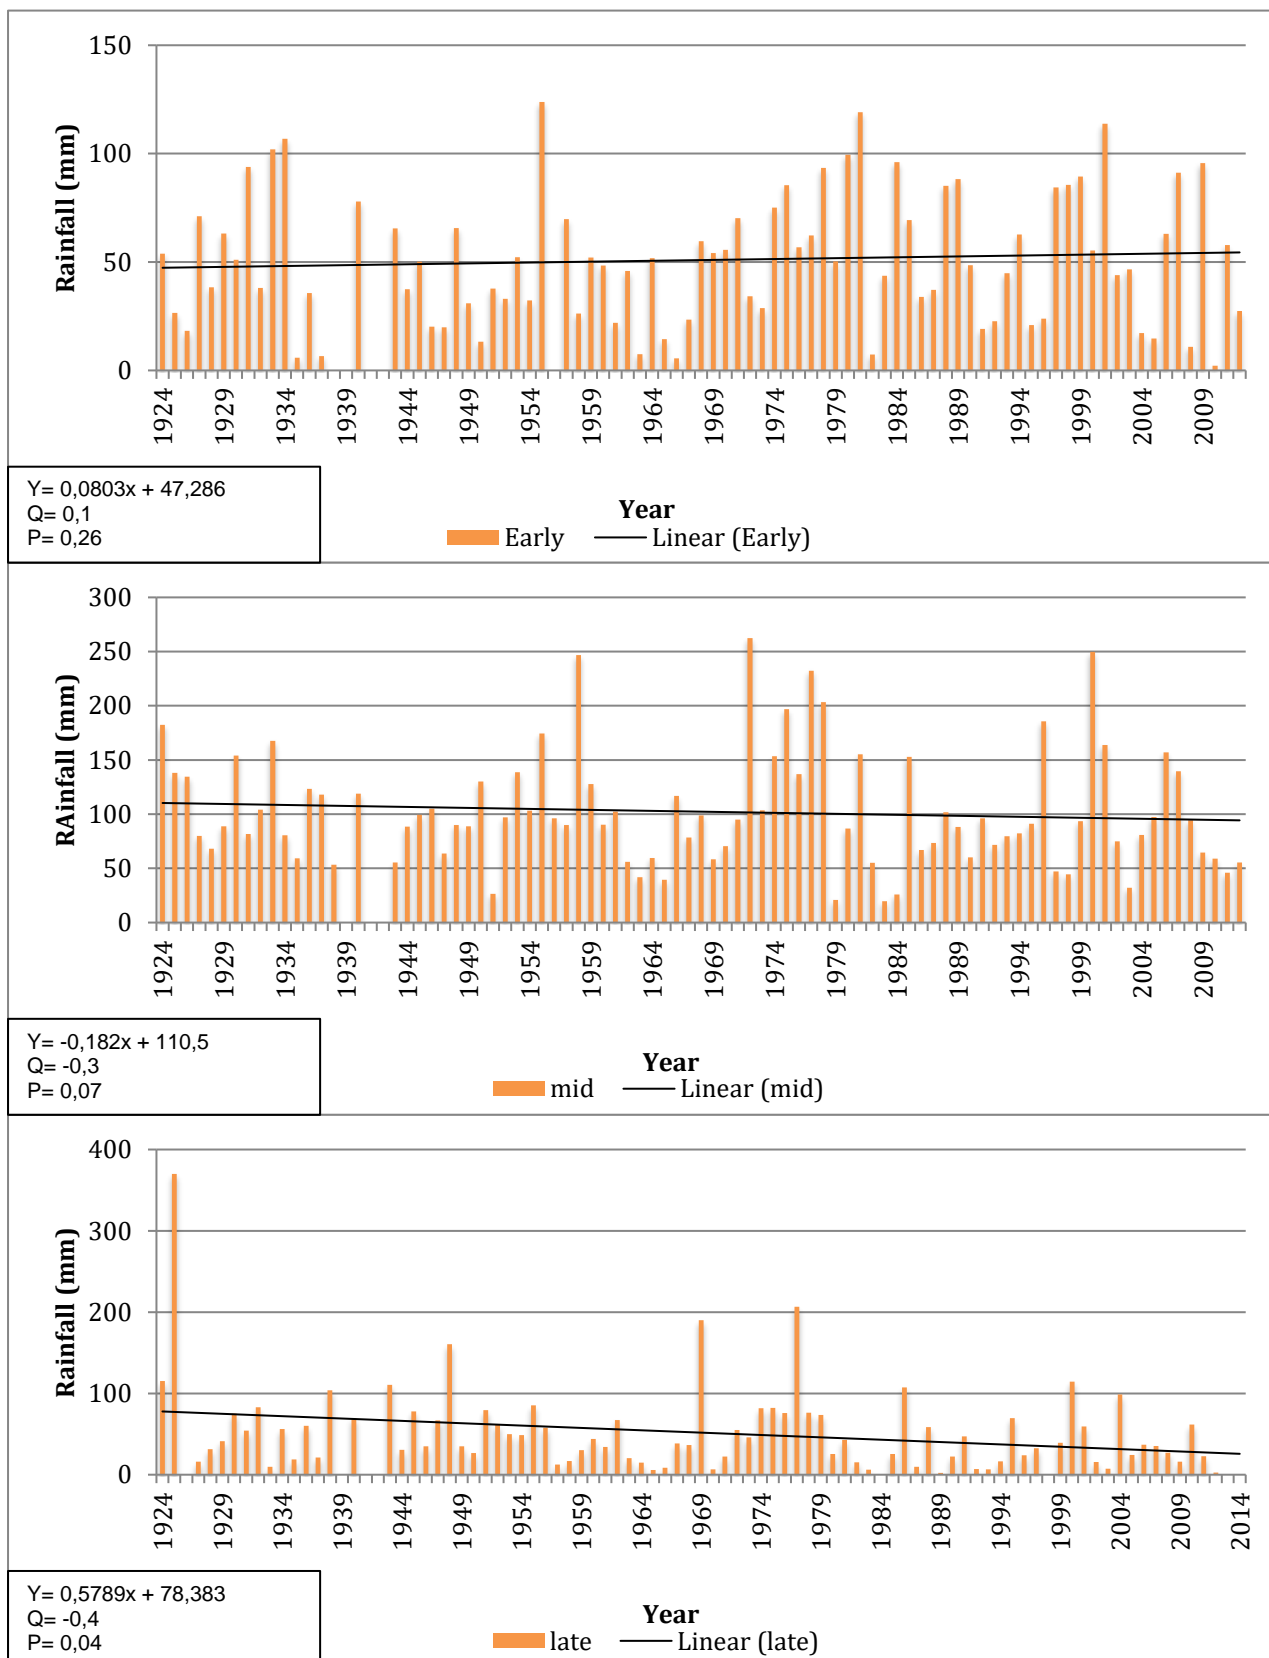 150
100
50
0
Rainfall (mm)
1924 1929 1934 1939 1944 1949 1954 1959 1964 1969 1974 1979 1984 1989 1994 1999 2004 2009
Year
Early Linear (Early)
Y= 0,0803x + 47,286
Q= 0,1
P= 0,26
300
250
200
150
100
50
0
RAinfall (mm)
1924 1929 1934 1939 1944 1949 1954 1959 1964 1969 1974 1979 1984 1989 1994 1999 2004 2009
Year
mid Linear (mid)
Y= -0,182x + 110,5
Q= -0,3
P= 0,07
400
300
200
100
0
Rainfall (mm)
1924 1929 1934 1939 1944 1949 1954 1959 1964 1969 1974 1979 1984 1989 1994 1999 2004 2009 2014
Year
late Linear (late)
Y= 0,5789x + 78,383
Q= -0,4
P= 0,04